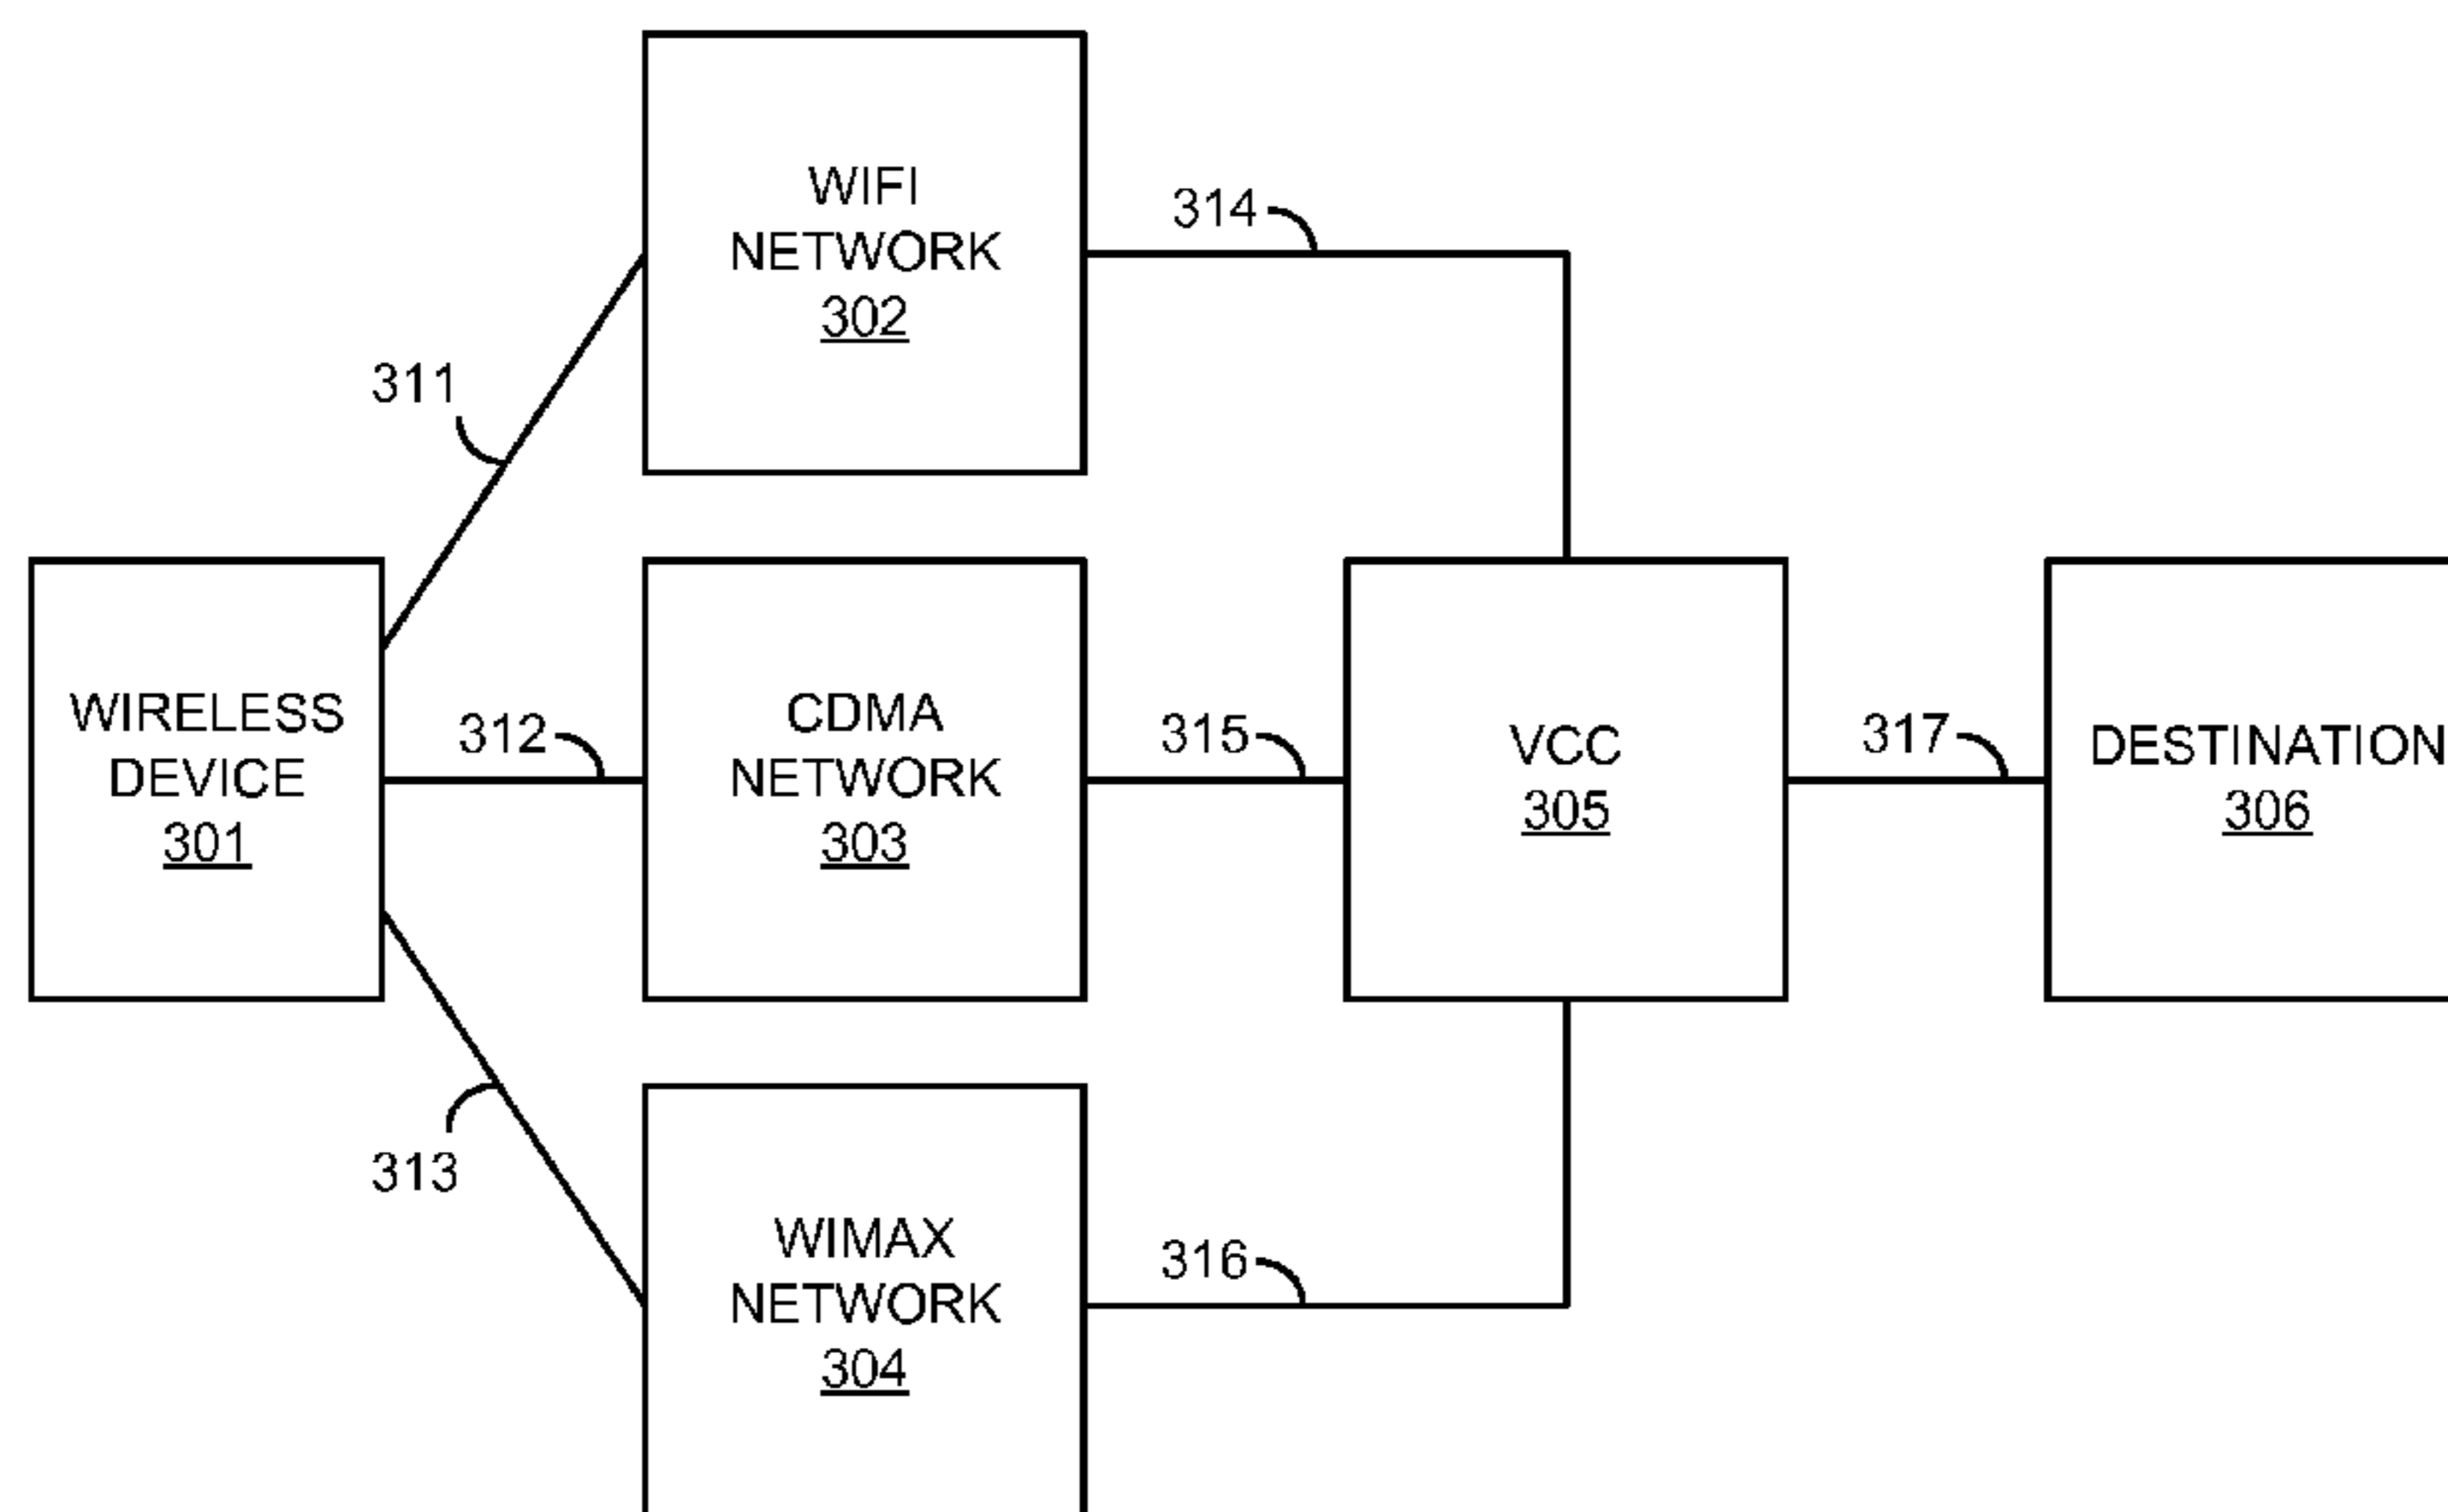 WIFI
NETWORK
302
314
311
WIRELESS
DEVICE
301
312
CDMA
NETWORK
303
315
VCC
305
317
DESTINATION
306
313
WIMAX
NETWORK
304
316